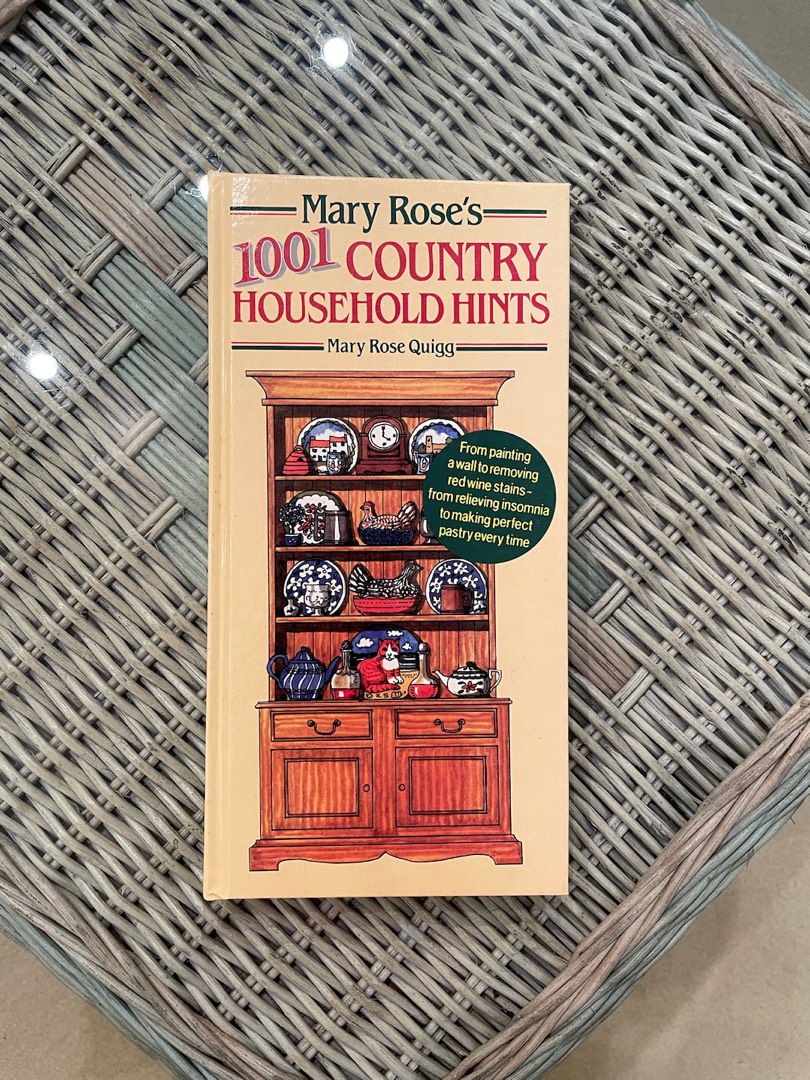 Mary Rose's
1001 COUNTRY
HOUSEHOLD HINTS
Mary Rose Quigg
From painting
a wall to removing
red wine stains-
from relieving insomnia
to making perfect
pastry every time